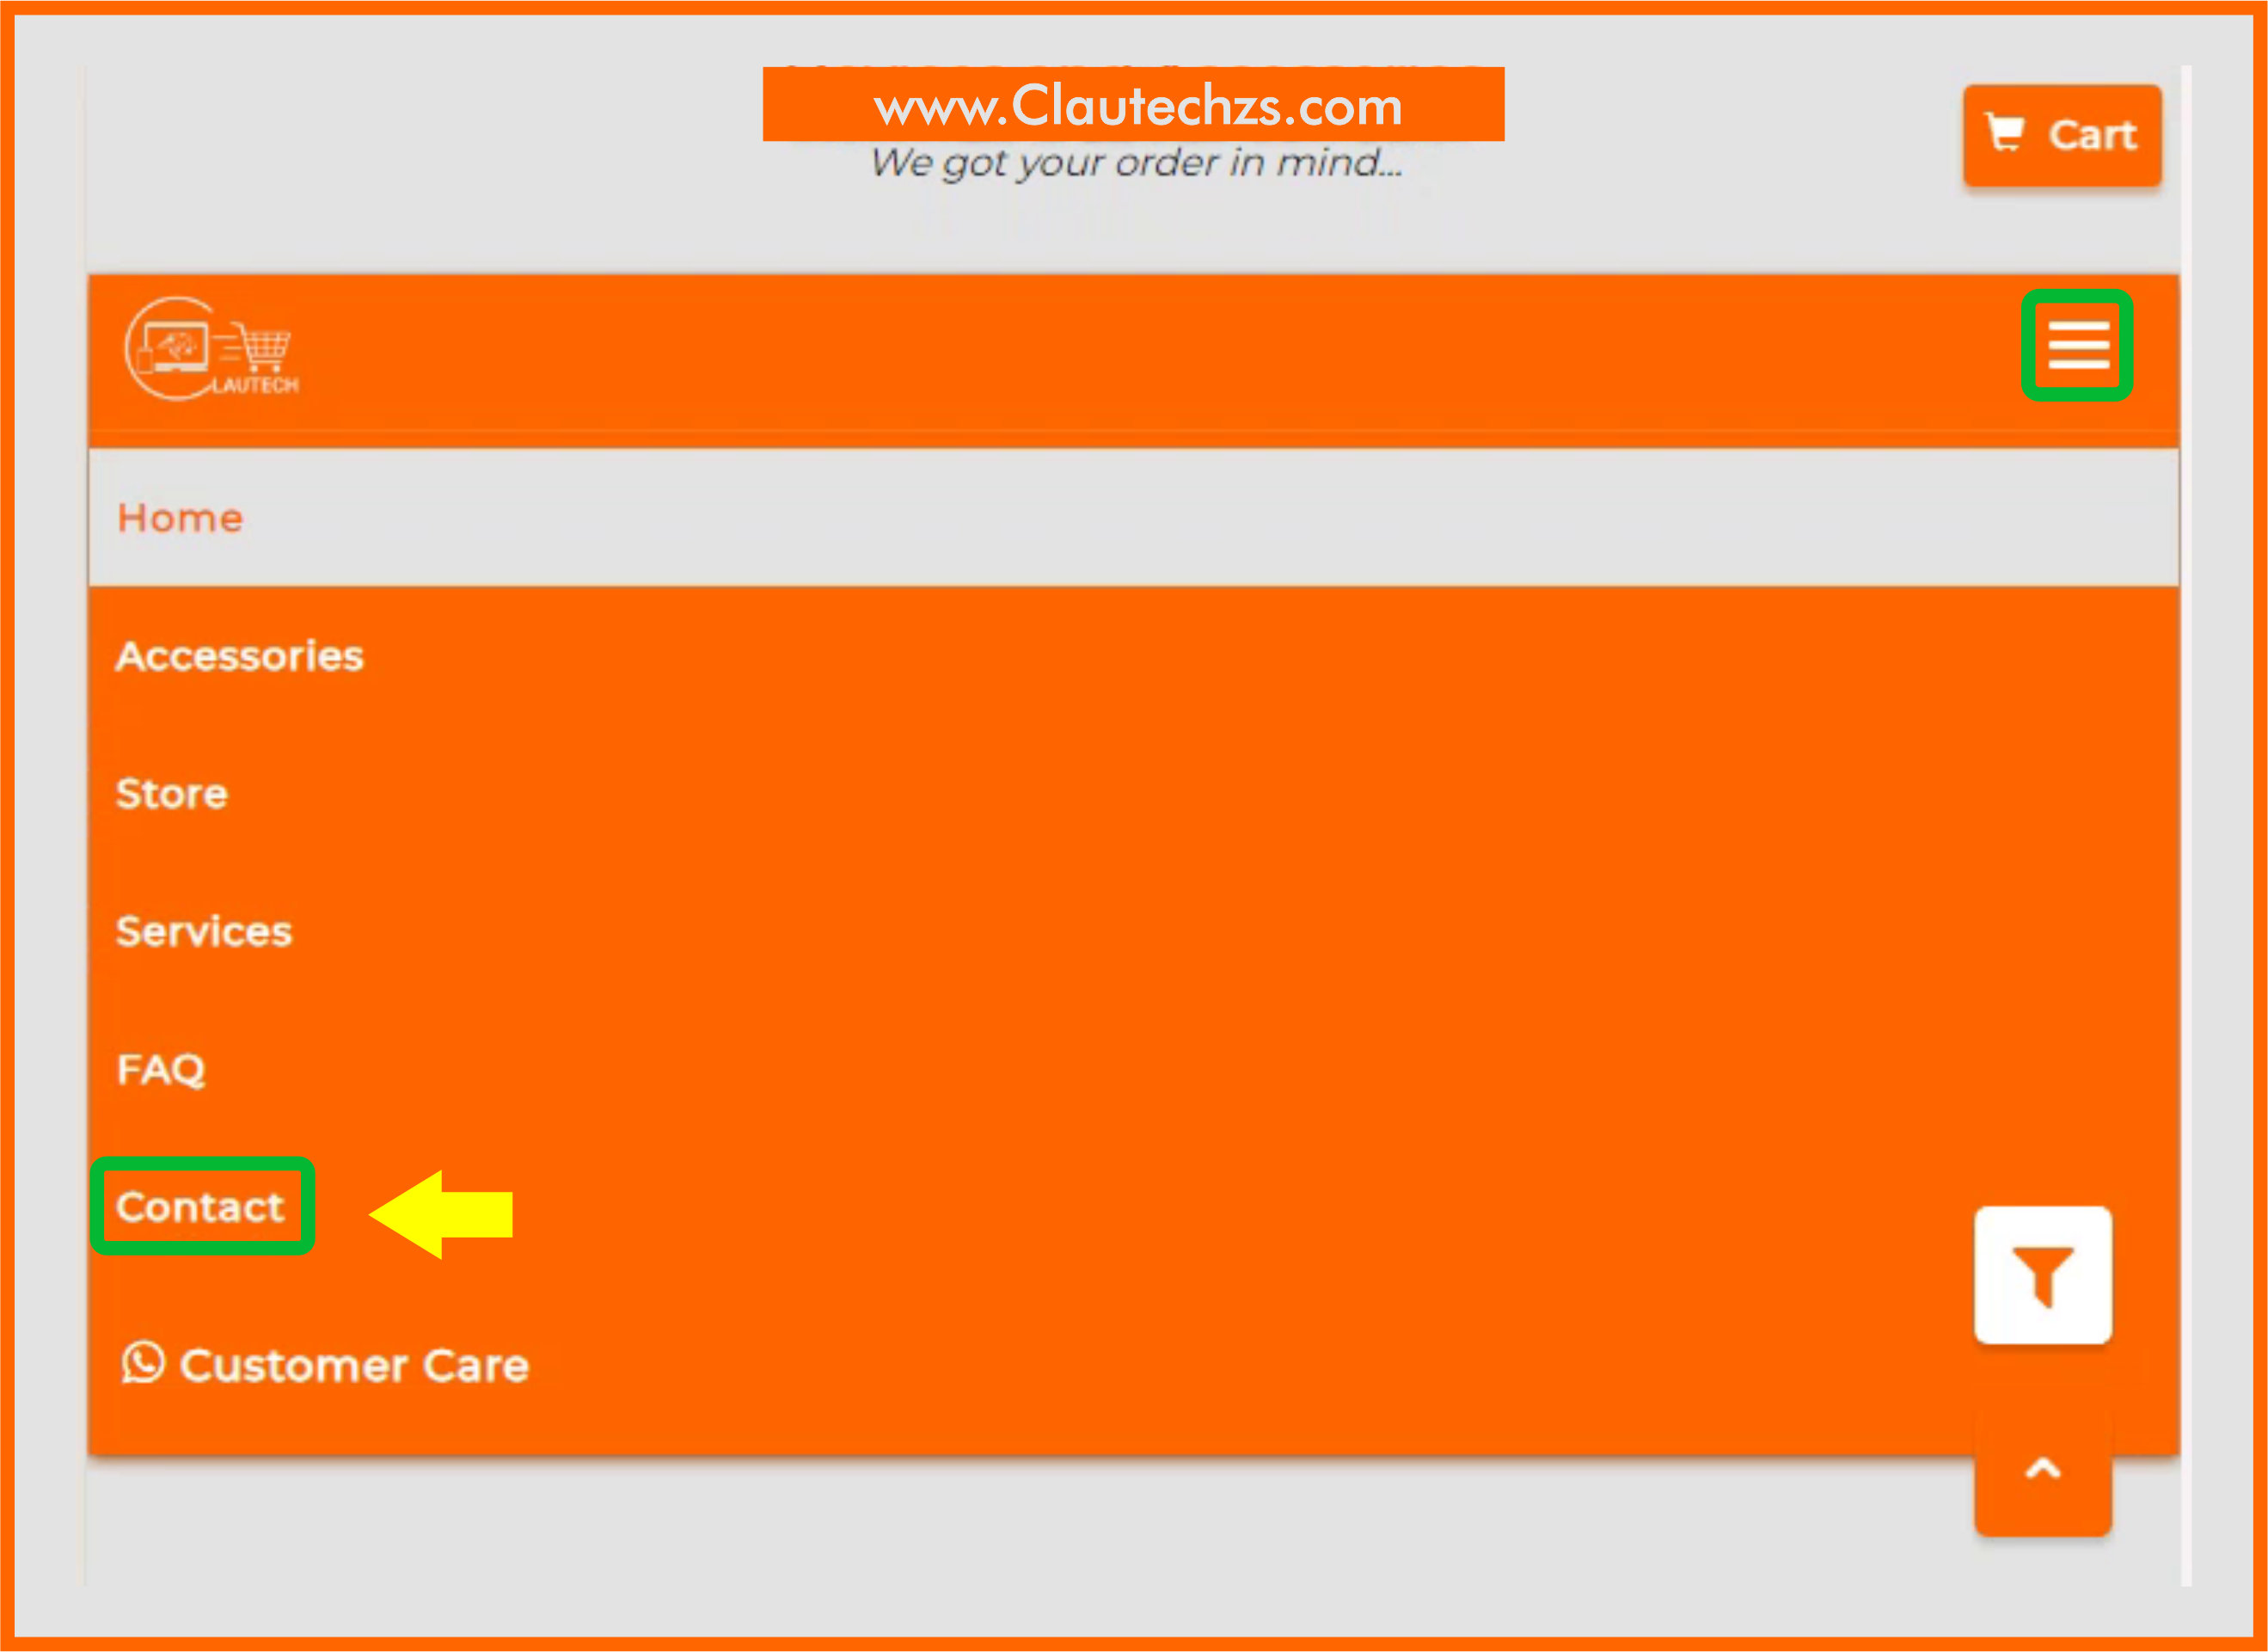 www.Clautechzs.com
We got your order in mind...
Cart
LAUTECH
Home
Accessories
Store
Services
FAQ
Contact
Customer Care